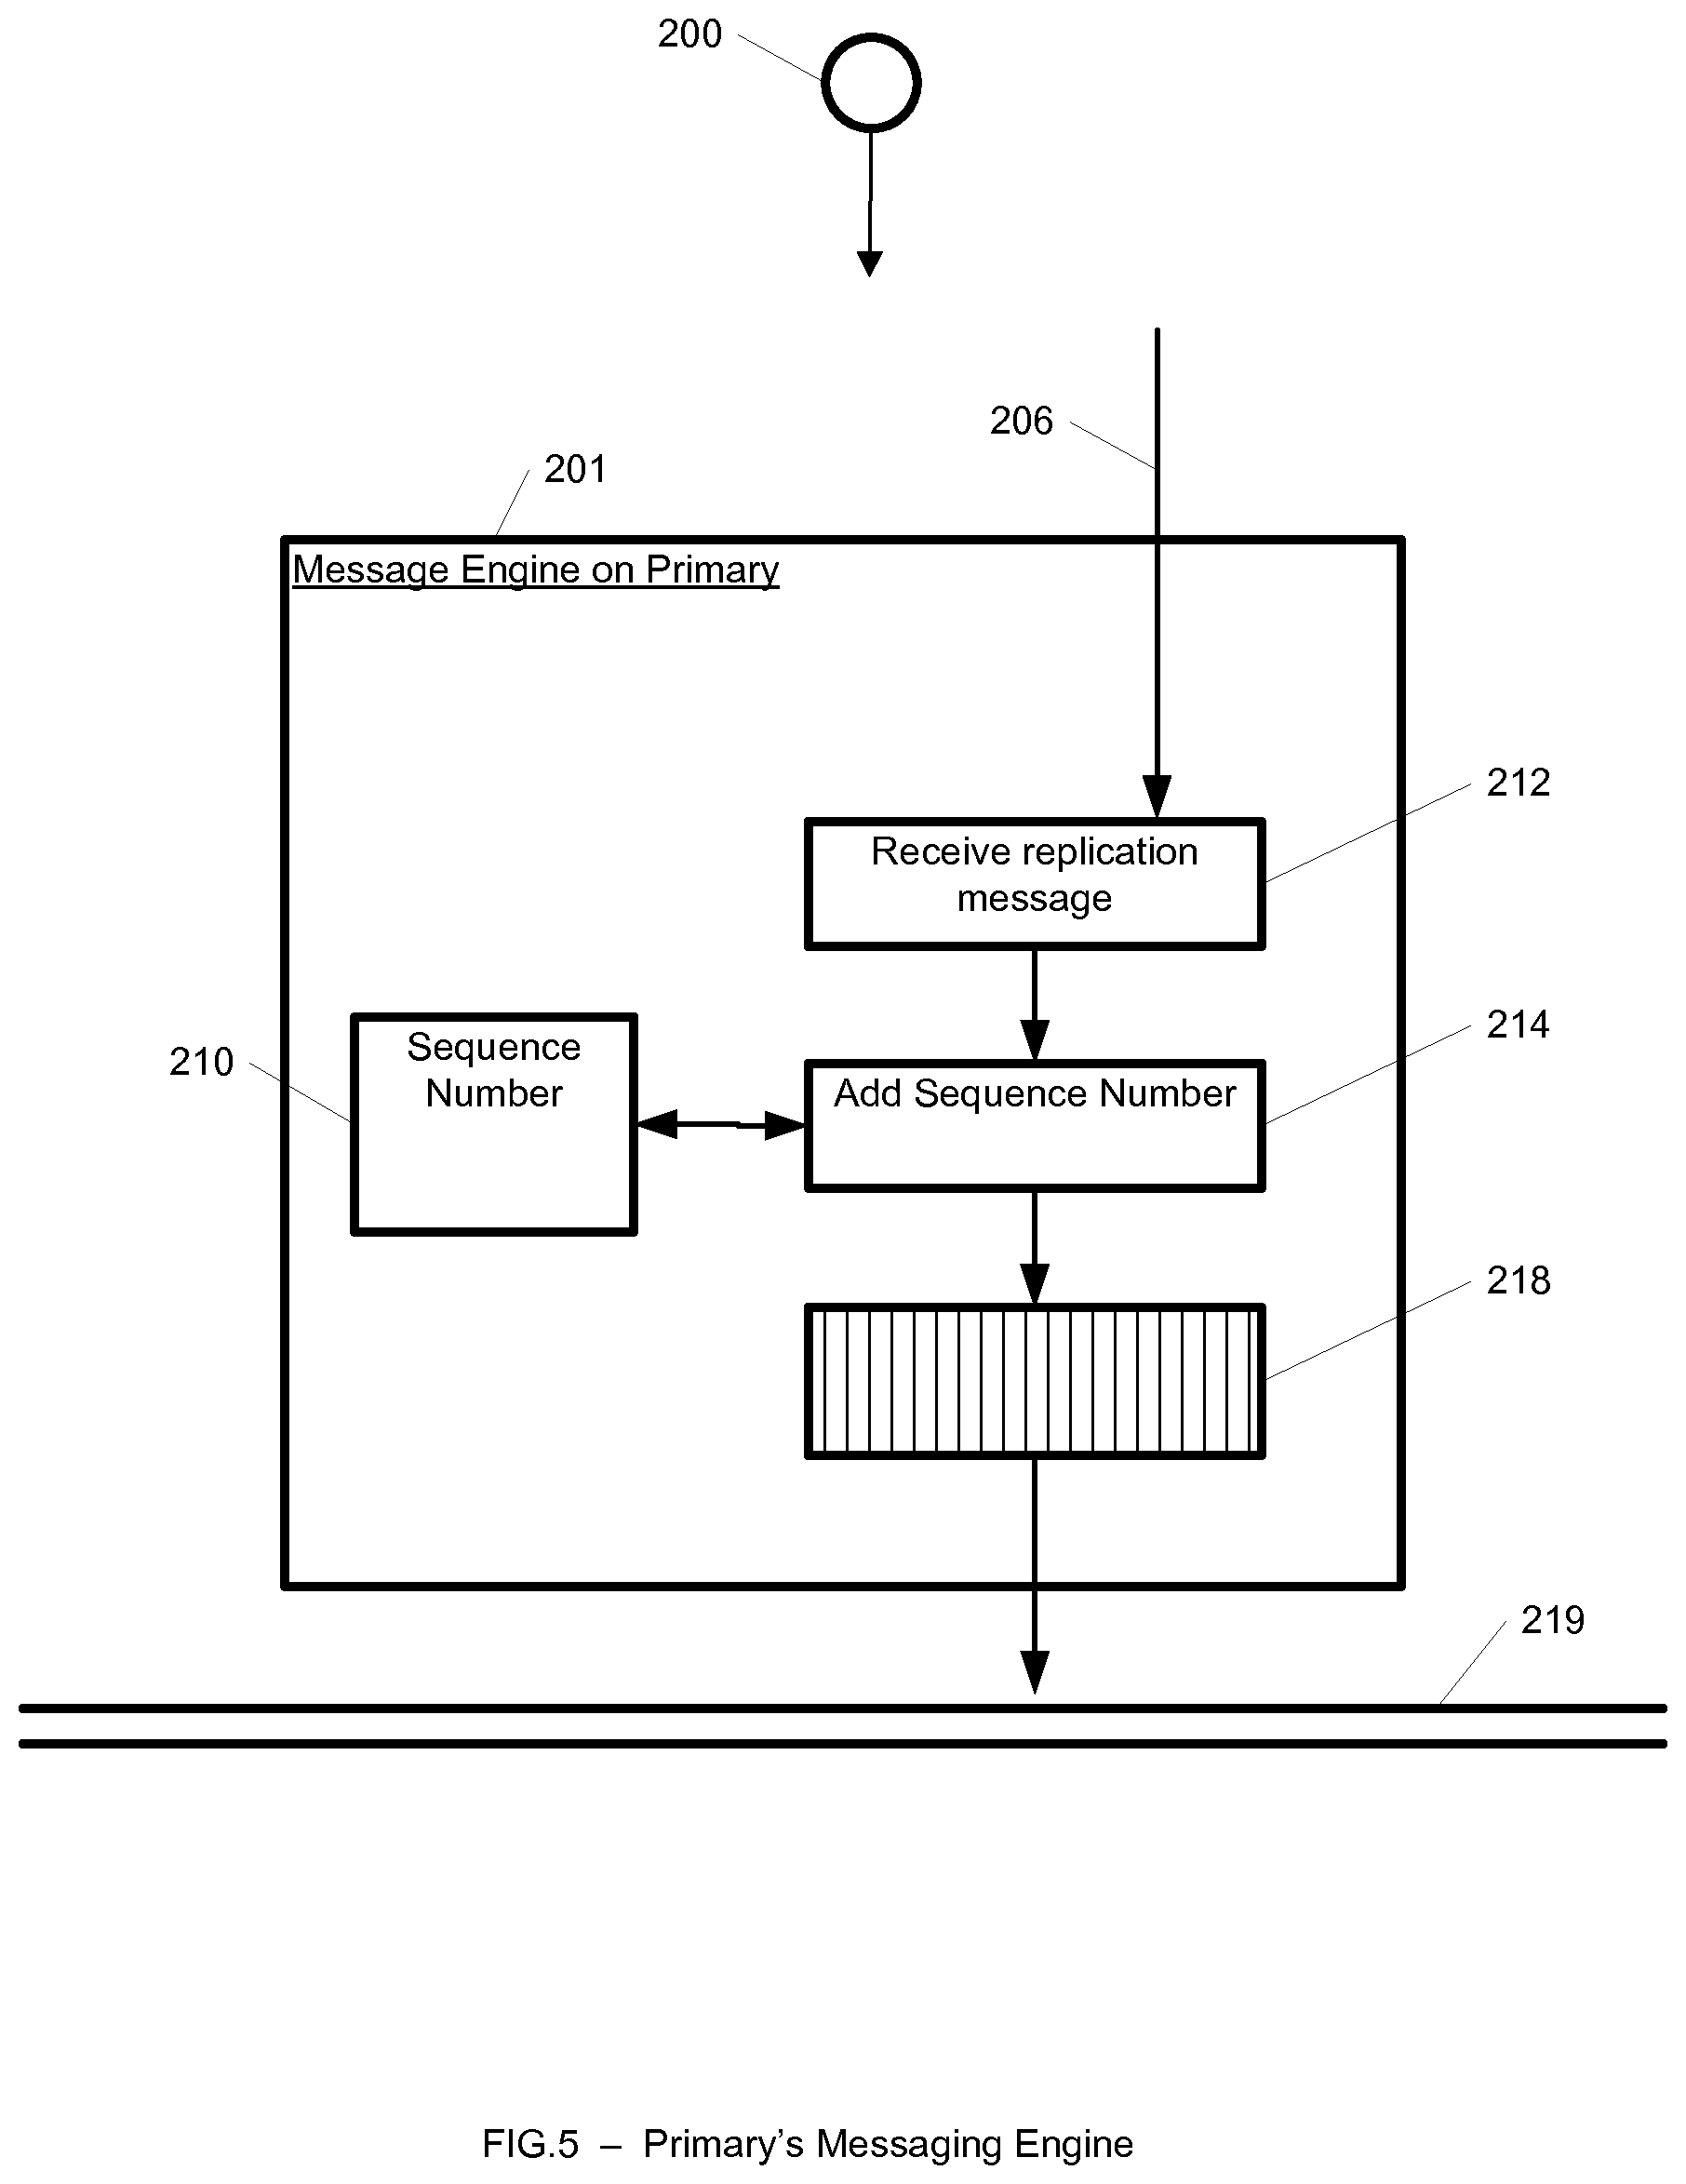 200
206
201
Message Engine on Primary
212
Receive replication
message
214
Sequence
Number
210
Add Sequence Number
218
219
FIG.5 – Primary’s Messaging Engine